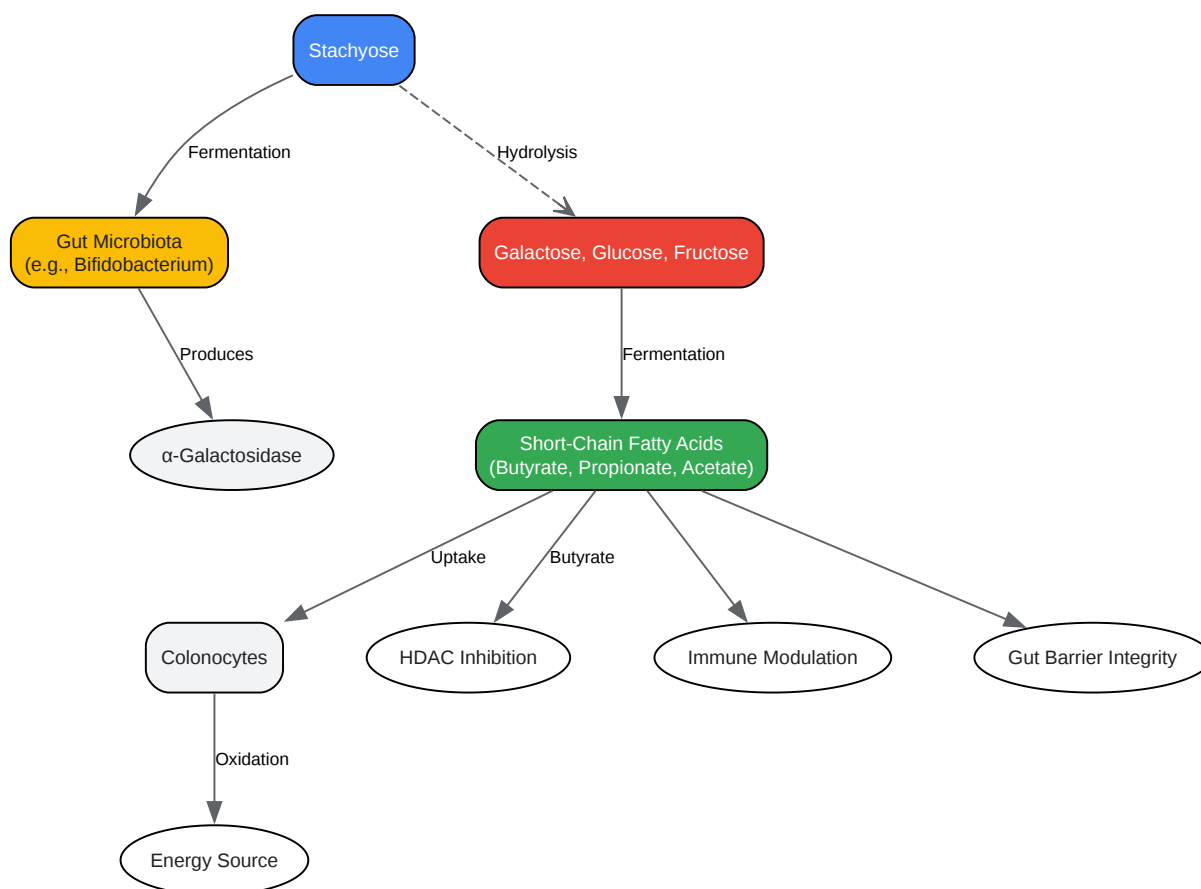 Stachyose
Fermentation
Hydrolysis
Gut Microbiota
(e.g., Bifidobacterium)
Galactose, Glucose, Fructose
Produces
Fermentation
α-Galactosidase
Short-Chain Fatty Acids
(Butyrate, Propionate, Acetate)
Uptake
Butyrate
Colonocytes
HDAC Inhibition
Immune Modulation
Gut Barrier Integrity
Oxidation
Energy Source